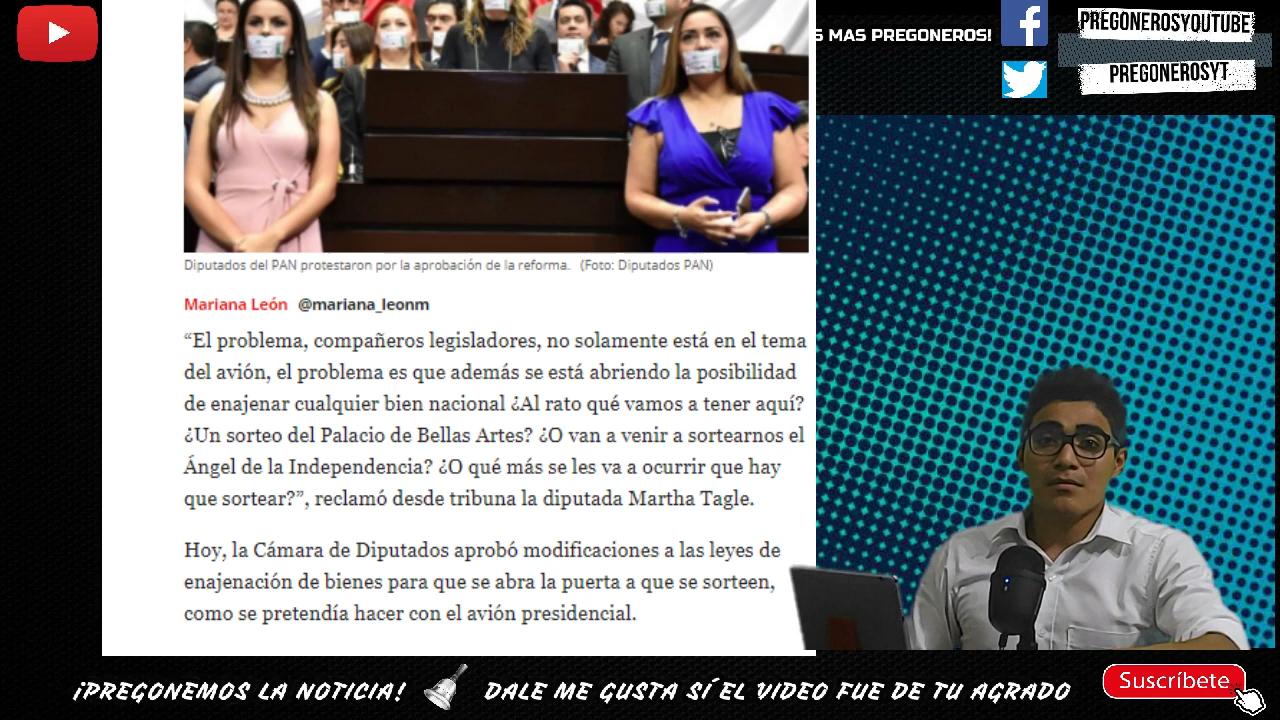 S MAS PREGONEROS!
PREGONEROSYOUTUBE
PREGONEROSYT
Diputados del PAN protestaron por la aprobación de la reforma. (Foto: Diputados PAN)
Mariana León @mariana_leonm
“El problema, compañeros legisladores, no solamente está en el tema
del avión, el problema es que además se está abriendo la posibilidad
de enajenar cualquier bien nacional ¿Al rato qué vamos a tener aquí?
¿Un sorteo del Palacio de Bellas Artes? ¿O van a venir a sortearnos el
Ángel de la Independencia? ¿O qué más se les va a ocurrir que hay
que sortear?”, reclamó desde tribuna la diputada Martha Tagle.
Hoy, la Cámara de Diputados aprobó modificaciones a las leyes de
enajenación de bienes para que se abra la puerta a que se sorteen,
como se pretendía hacer con el avión presidencial.
¡PREGONEMOS LA NOTICIA! DALE ME GUSTA SÍ EL VIDEO FUE DE TU AGRADO
Suscríbete